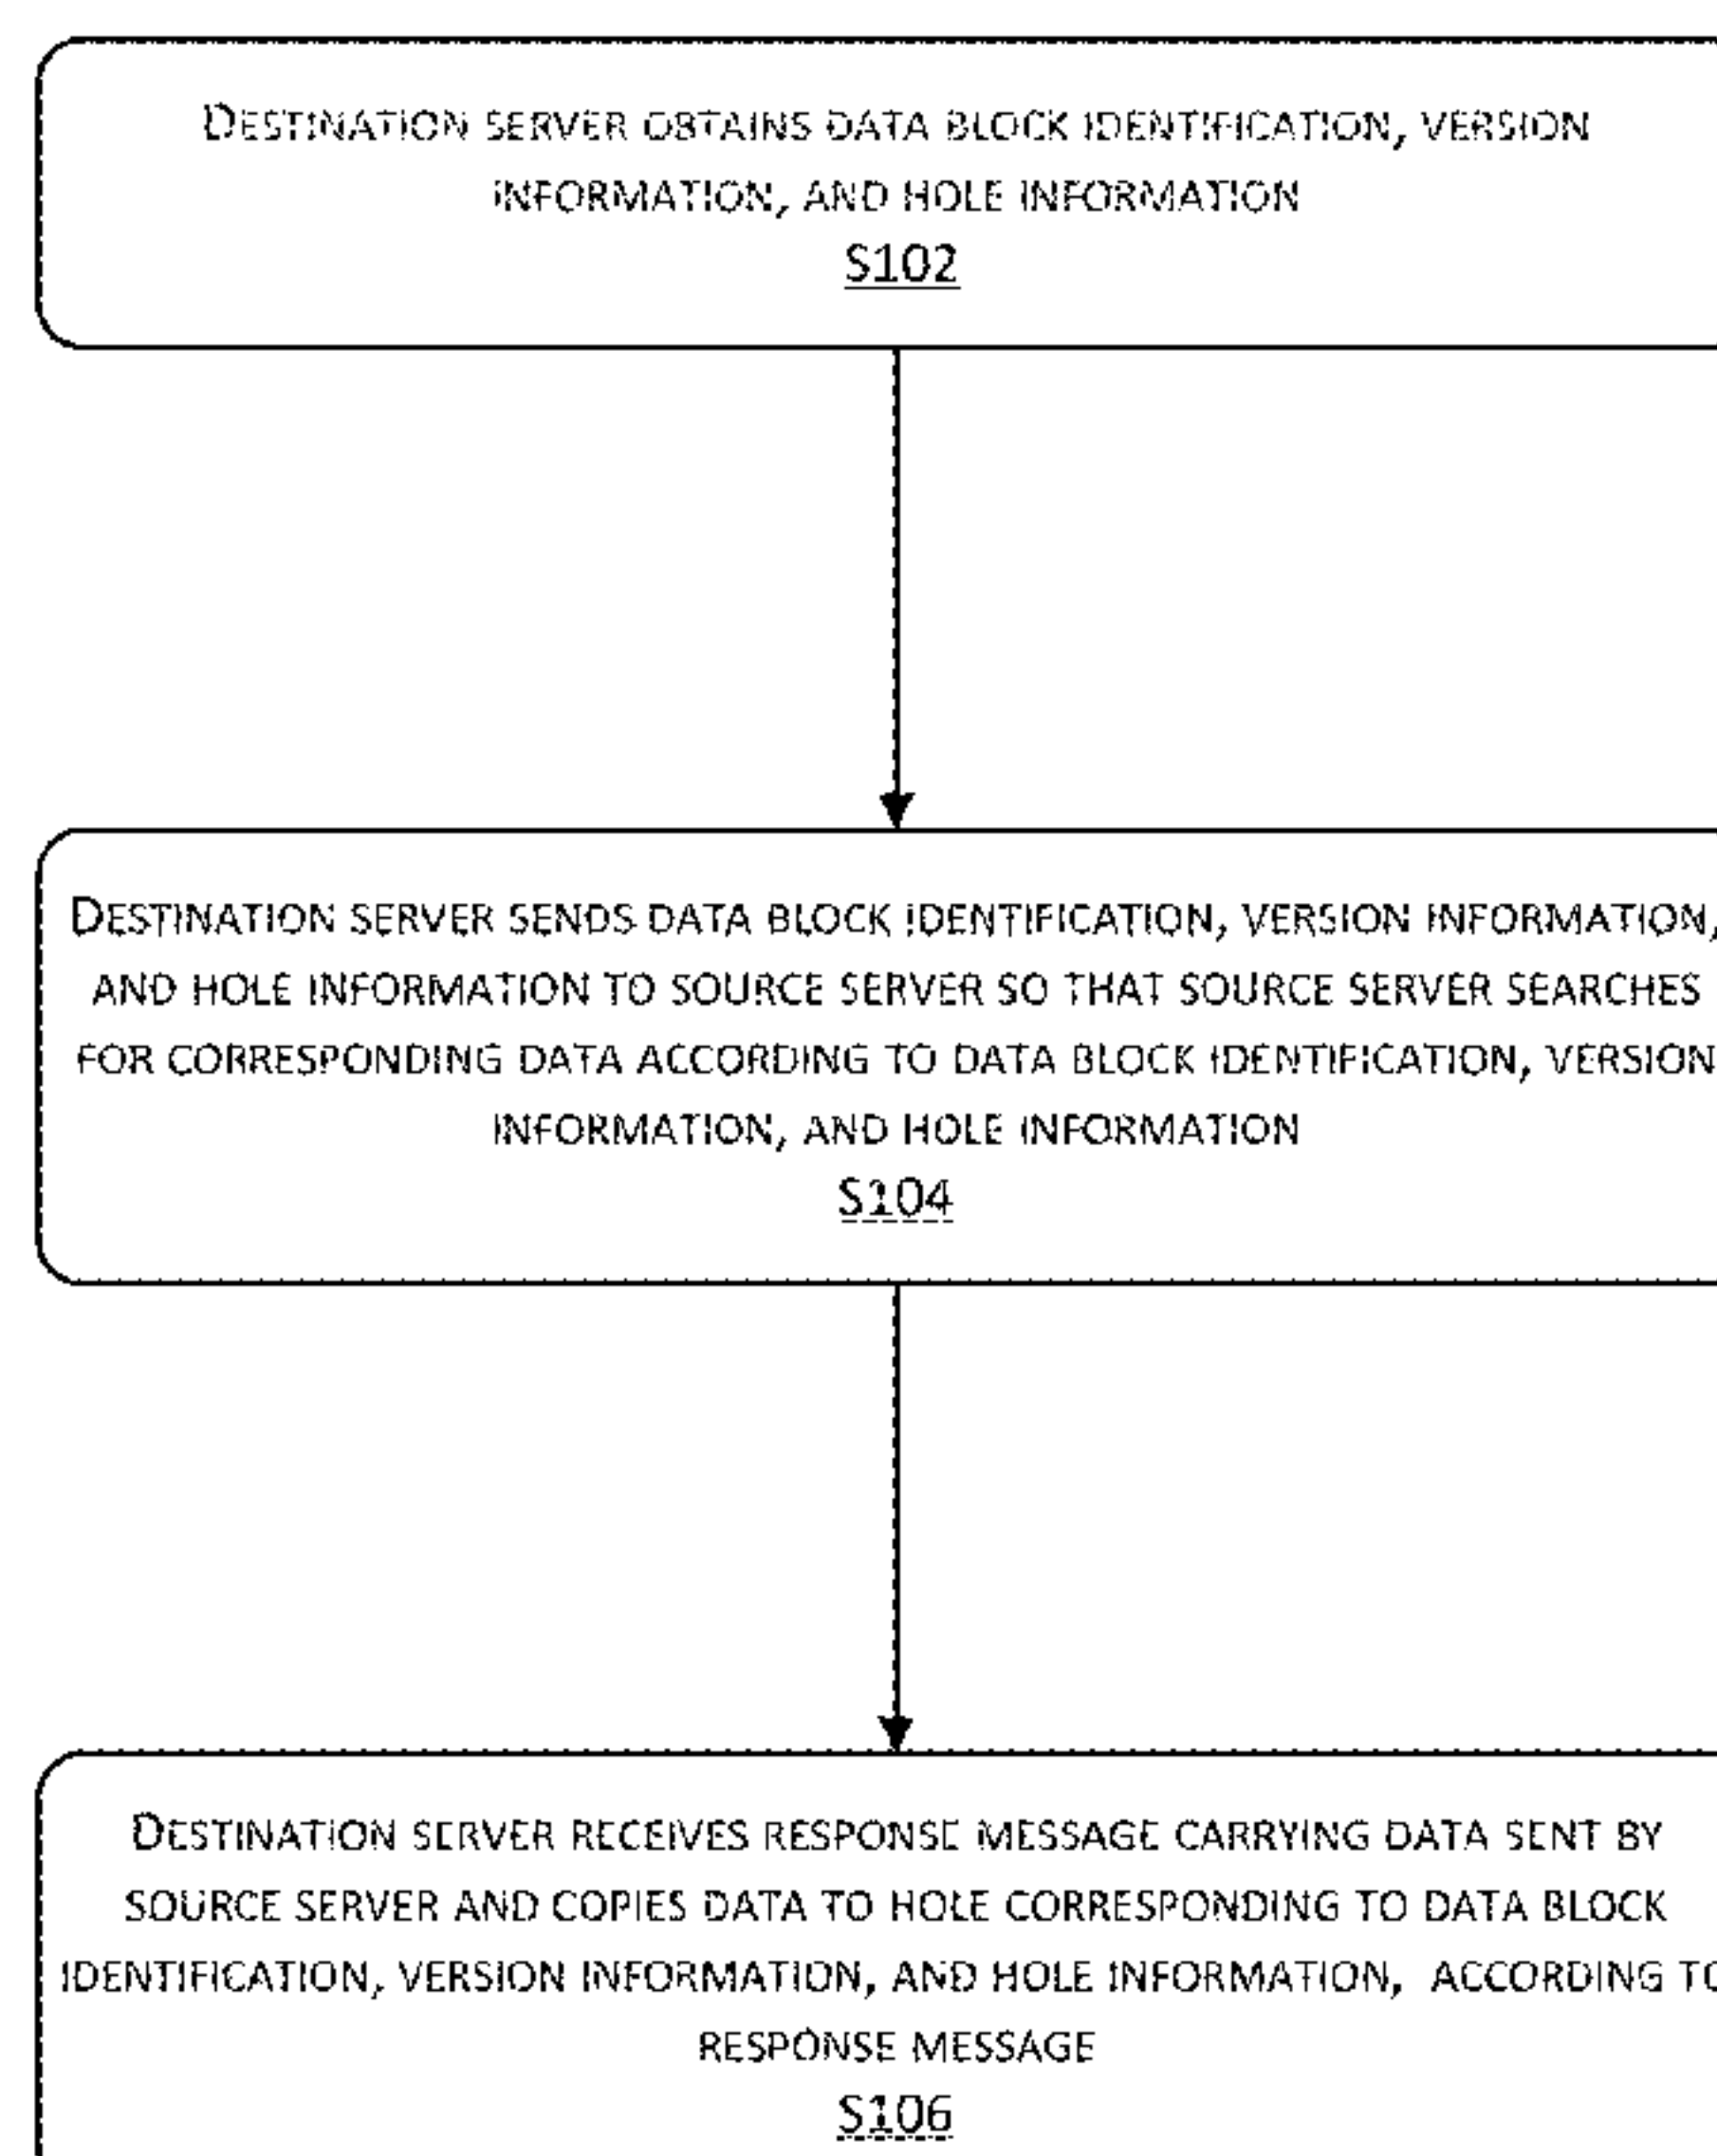 DESTINATION SERVER OBTAINS DATA BLOCK IDENTIFICATION, VERSION
INFORMATION, AND HOLE INFORMATION
S102
DESTINATION SERVER SENDS DATA BLOCK IDENTIFICATION, VERSION INFORMATION,
AND HOLE INFORMATION TO SOURCE SERVER SO THAT SOURCE SERVER SEARCHES
FOR CORRESPONDING DATA ACCORDING TO DATA BLOCK IDENTIFICATION, VERSION
INFORMATION, AND HOLE INFORMATION
S104
DESTINATION SERVER RECEIVES RESPONSE MESSAGE CARRYING DATA SENT BY
SOURCE SERVER AND COPIES DATA TO HOLE CORRESPONDING TO DATA BLOCK
IDENTIFICATION, VERSION INFORMATION, AND HOLE INFORMATION, ACCORDING TO
RESPONSE MESSAGE
S106